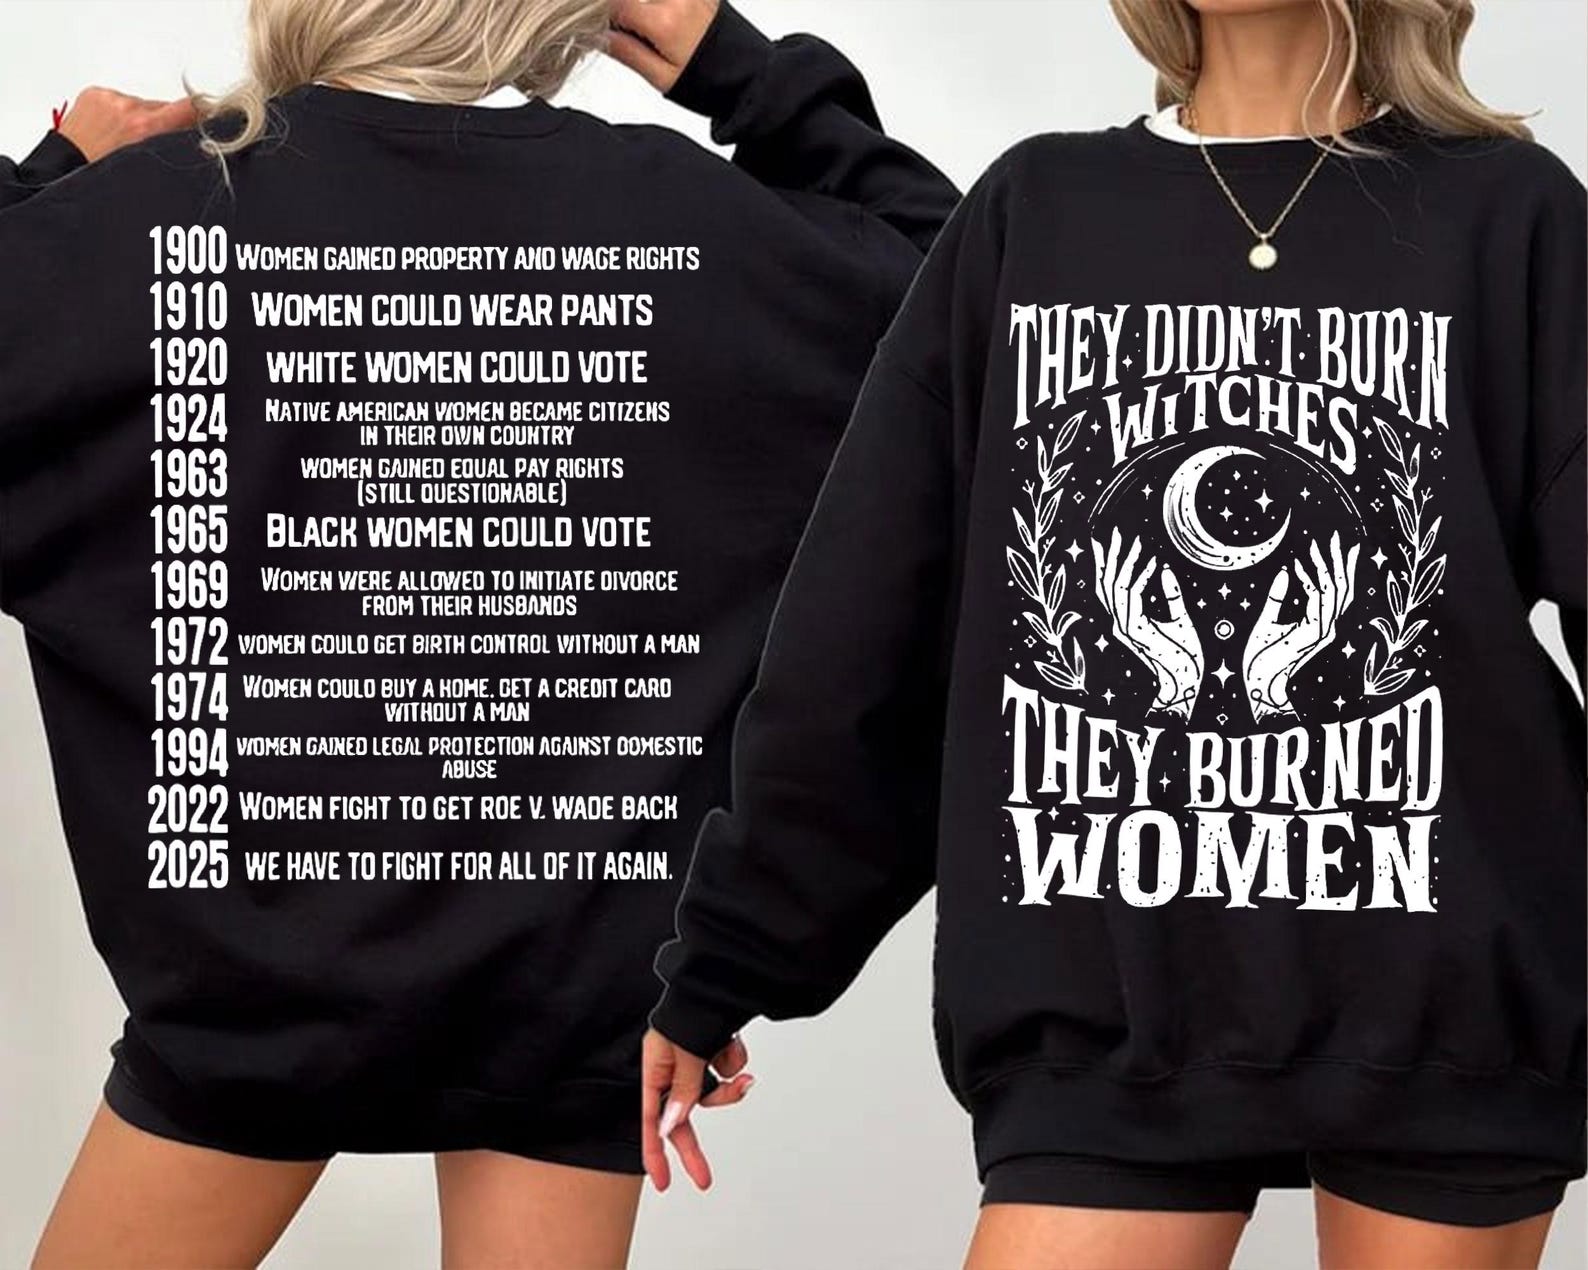 1900 Women gained property and wage rights
1910 Women could wear pants
1920 white women could vote
1924 Native american women became citizens
in their own country
1963 women gained equal pay rights
(still questionable)
1965 Black women could vote
1969 Women were allowed to initiate divorce
from their husbands
1972 women could get birth control without a man
1974 Women could buy a home. get a credit card
without a man
1994 women gained legal protection against domestic
abuse
2022 Women fight to get roe v. wade back
2025 we have to fight for all of it again.
THEY DIDN'T BURN
WiTCHES
THEY BURNED
WOMEN